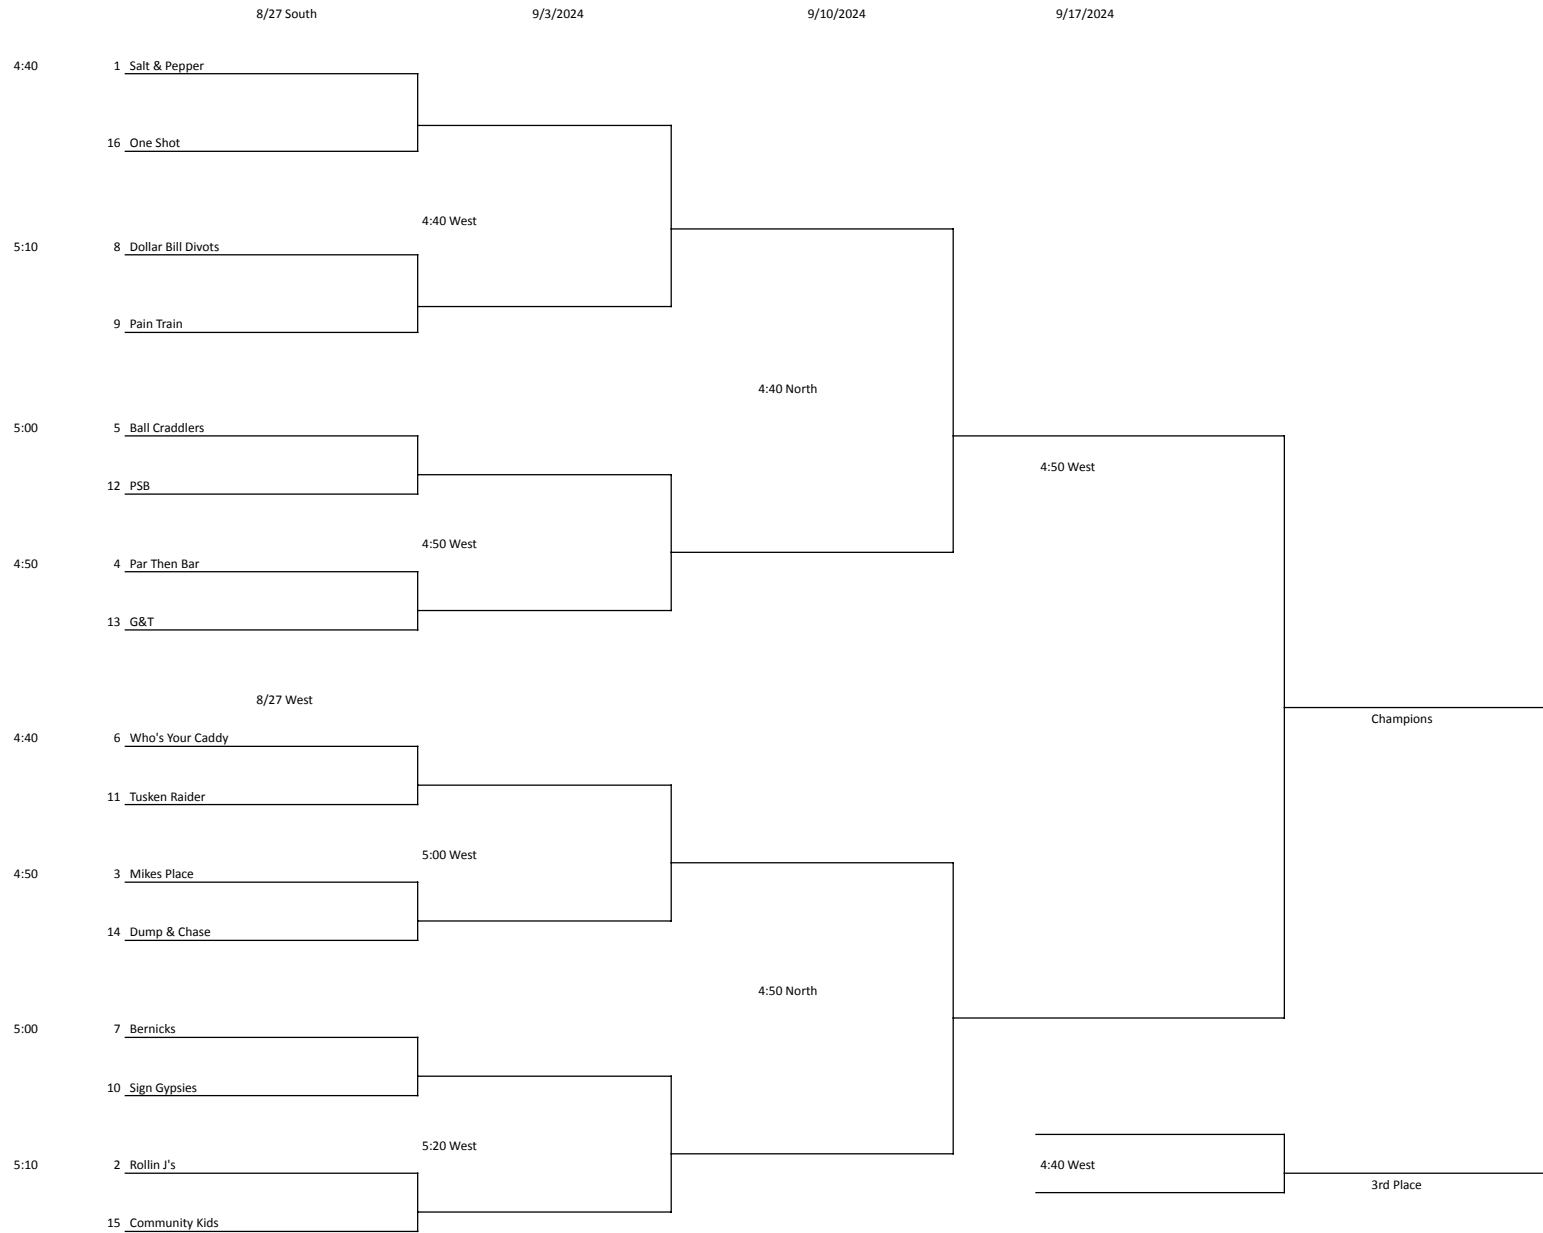 8/27 South 9/3/2024 9/10/2024 9/17/2024
4:40 1 Salt & Pepper
16 One Shot
4:40 West
5:10 8 Dollar Bill Divots
9 Pain Train
4:40 North
5:00 5 Ball Craddlers
4:50 West
12 PSB
4:50 West
4:50 4 Par Then Bar
13 G&T
8/27 West
Champions
4:40 6 Who's Your Caddy
11 Tusken Raider
5:00 West
4:50 3 Mikes Place
14 Dump & Chase
4:50 North
5:00 7 Bernicks
10 Sign Gypsies
5:20 West
5:10 2 Rollin J's 4:40 West
3rd Place
15 Community Kids